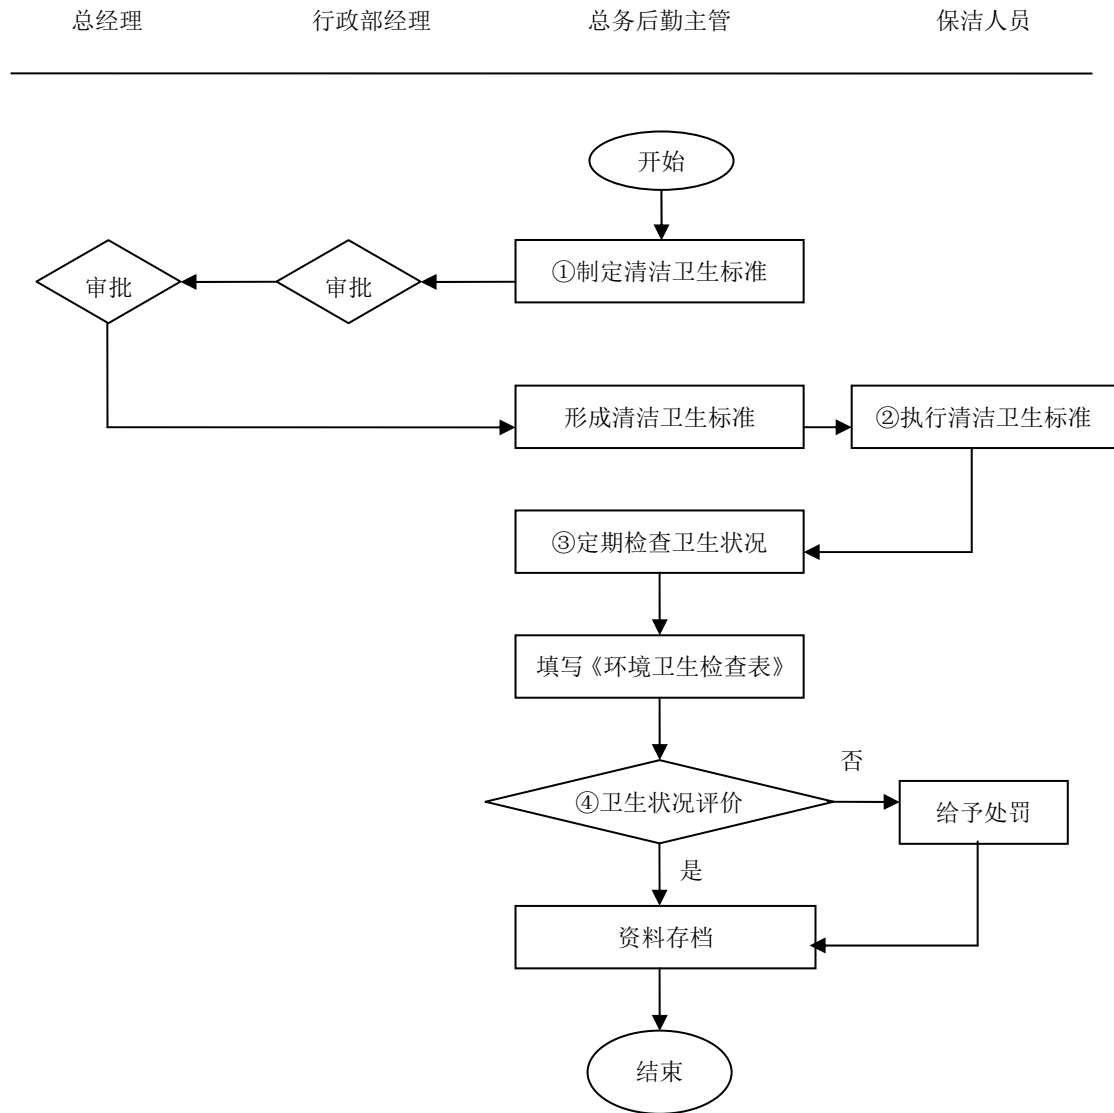 总经理
行政部经理
总务后勤主管
保洁人员
开始
①制定清洁卫生标准
审批
审批
形成清洁卫生标准
②执行清洁卫生标准
③定期检查卫生状况
填写《环境卫生检查表》
④卫生状况评价
否
给予处罚
是
资料存档
结束